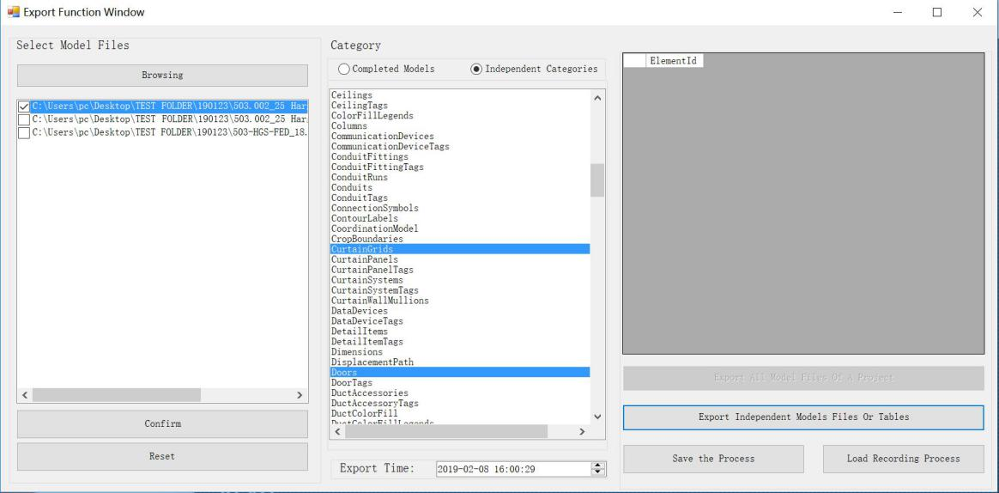 Export Function Window
Select Model Files
Browsing
C:\Users\pc\Desktop\TEST FOLDER\190123\503.002_25 Har
C:\Users\pc\Desktop\TEST FOLDER\190123\503.002_25 Har
C:\Users\pc\Desktop\TEST FOLDER\190123\503-HGS-FED_18.
Confirm
Reset
Category
Completed Models
Independent Categories
Ceilings
CeilingTags
ColorFillLegends
Columns
CommunicationDevices
CommunicationDeviceTags
ConduitFittings
ConduitFittingTags
ConduitRuns
Conduits
ConduitTags
ConnectionSymbols
ContourLabels
CoordinationModel
CropBoundaries
CurtainGrids
CurtainPanels
CurtainPanelTags
CurtainSystems
CurtainSystemTags
CurtainWallMullions
DataDevices
DataDeviceTags
DetailItems
DetailItemTags
Dimensions
DisplacementPath
Doors
DoorTags
DuctAccessories
DuctAccessoryTags
DuctColorFill
DuctColorFillLegends
Export Time:
2019-02-08 16:00:29
ElementId
Export All Model Files Of A Project
Export Independent Models Files Or Tables
Save the Process
Load Recording Process